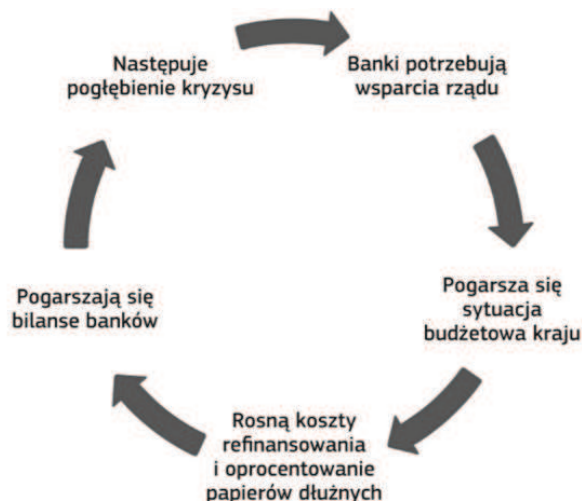 Następuje
pogłębienie kryzysu
Banki potrzebują
wsparcia rządu
Pogarsza się
sytuacja
budżetowa kraju
Rosną koszty
refinansowania
i oprocentowanie
papierów dłużnych
Pogarszają się
bilanse banków